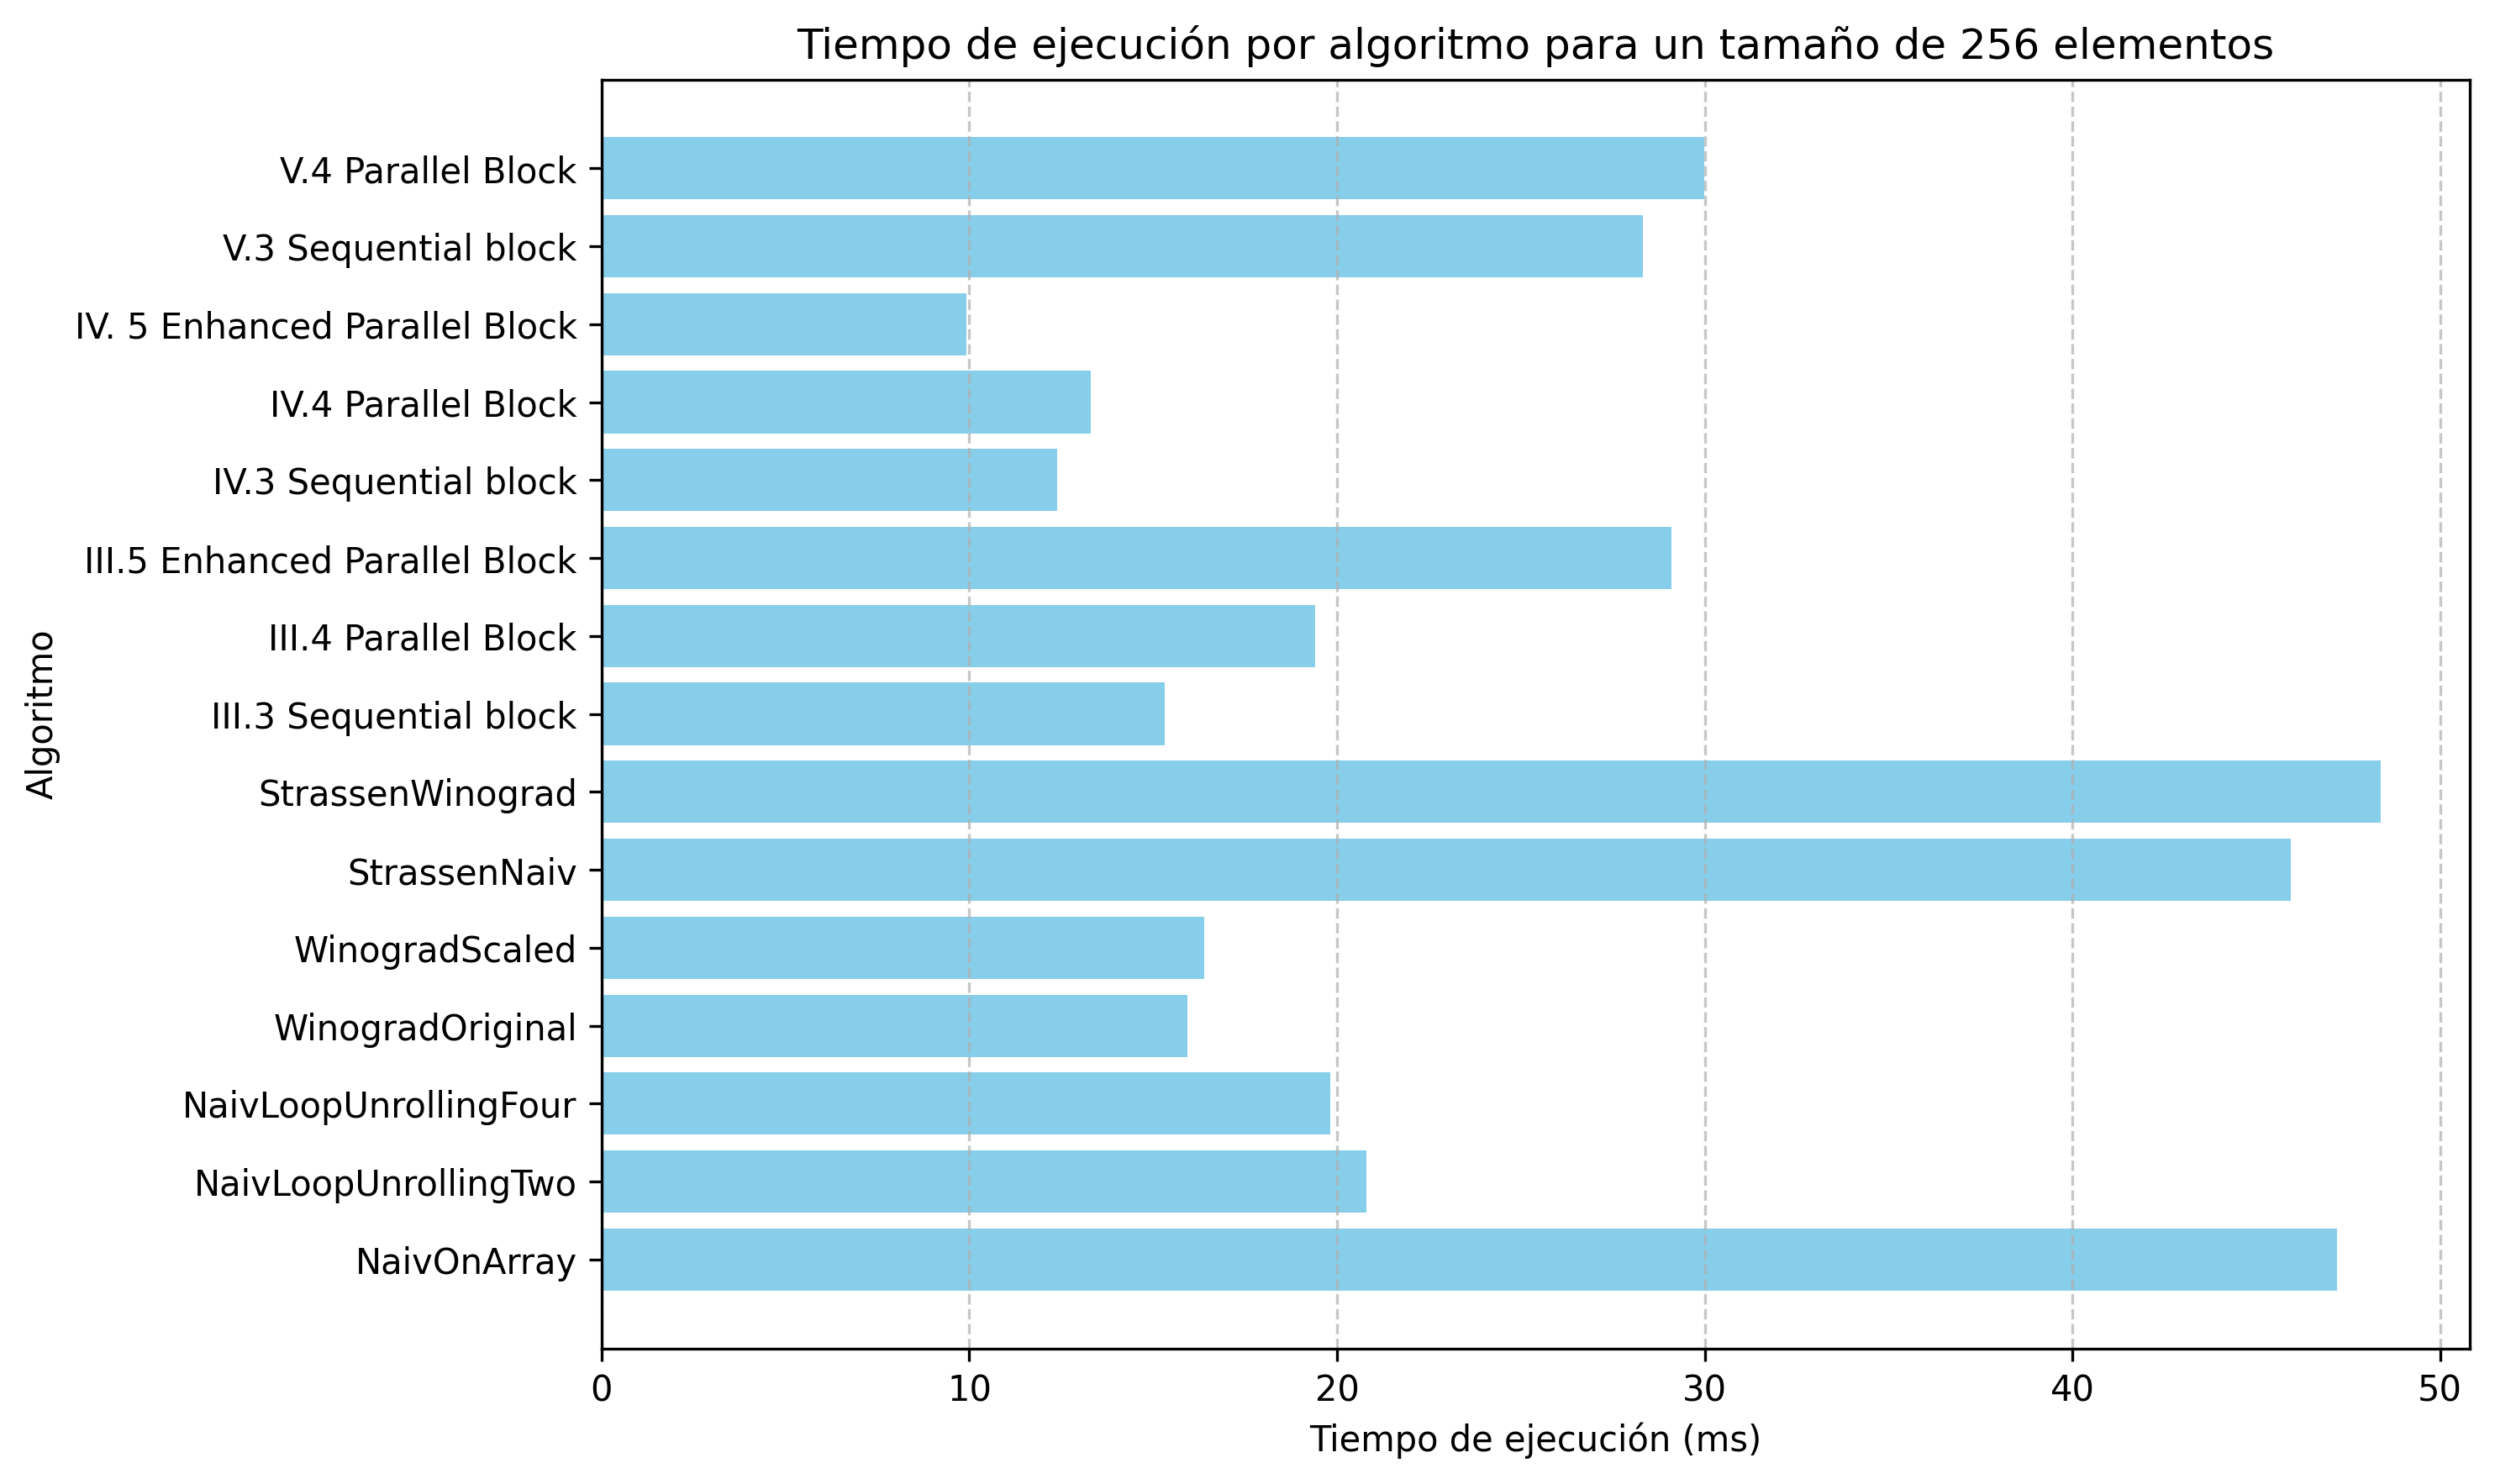 Tiempo de ejecución por algoritmo para un tamaño de 256 elementos
V.4 Parallel Block
V.3 Sequential block
IV. 5 Enhanced Parallel Block
IV.4 Parallel Block
IV.3 Sequential block
III.5 Enhanced Parallel Block
III.4 Parallel Block
III.3 Sequential block
StrassenWinograd
StrassenNaiv
WinogradScaled
WinogradOriginal
NaivLoopUnrollingFour
NaivLoopUnrollingTwo
NaivOnArray
Algoritmo
0 10 20 30 40 50
Tiempo de ejecución (ms)